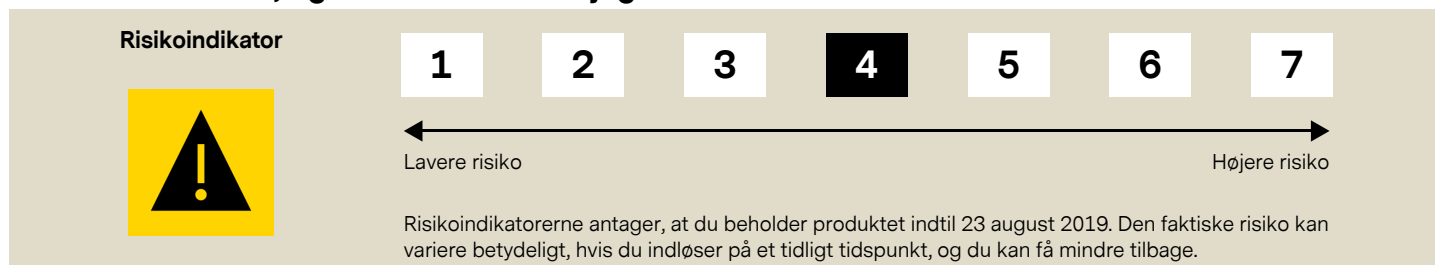 Risikoindikator
1 2 3 4 5 6 7
Lavere risiko Højere risiko
Risikoindikatorerne antager, at du beholder produktet indtil 23 august 2019. Den faktiske risiko kan
variere betydeligt, hvis du indløser på et tidligt tidspunkt, og du kan få mindre tilbage.